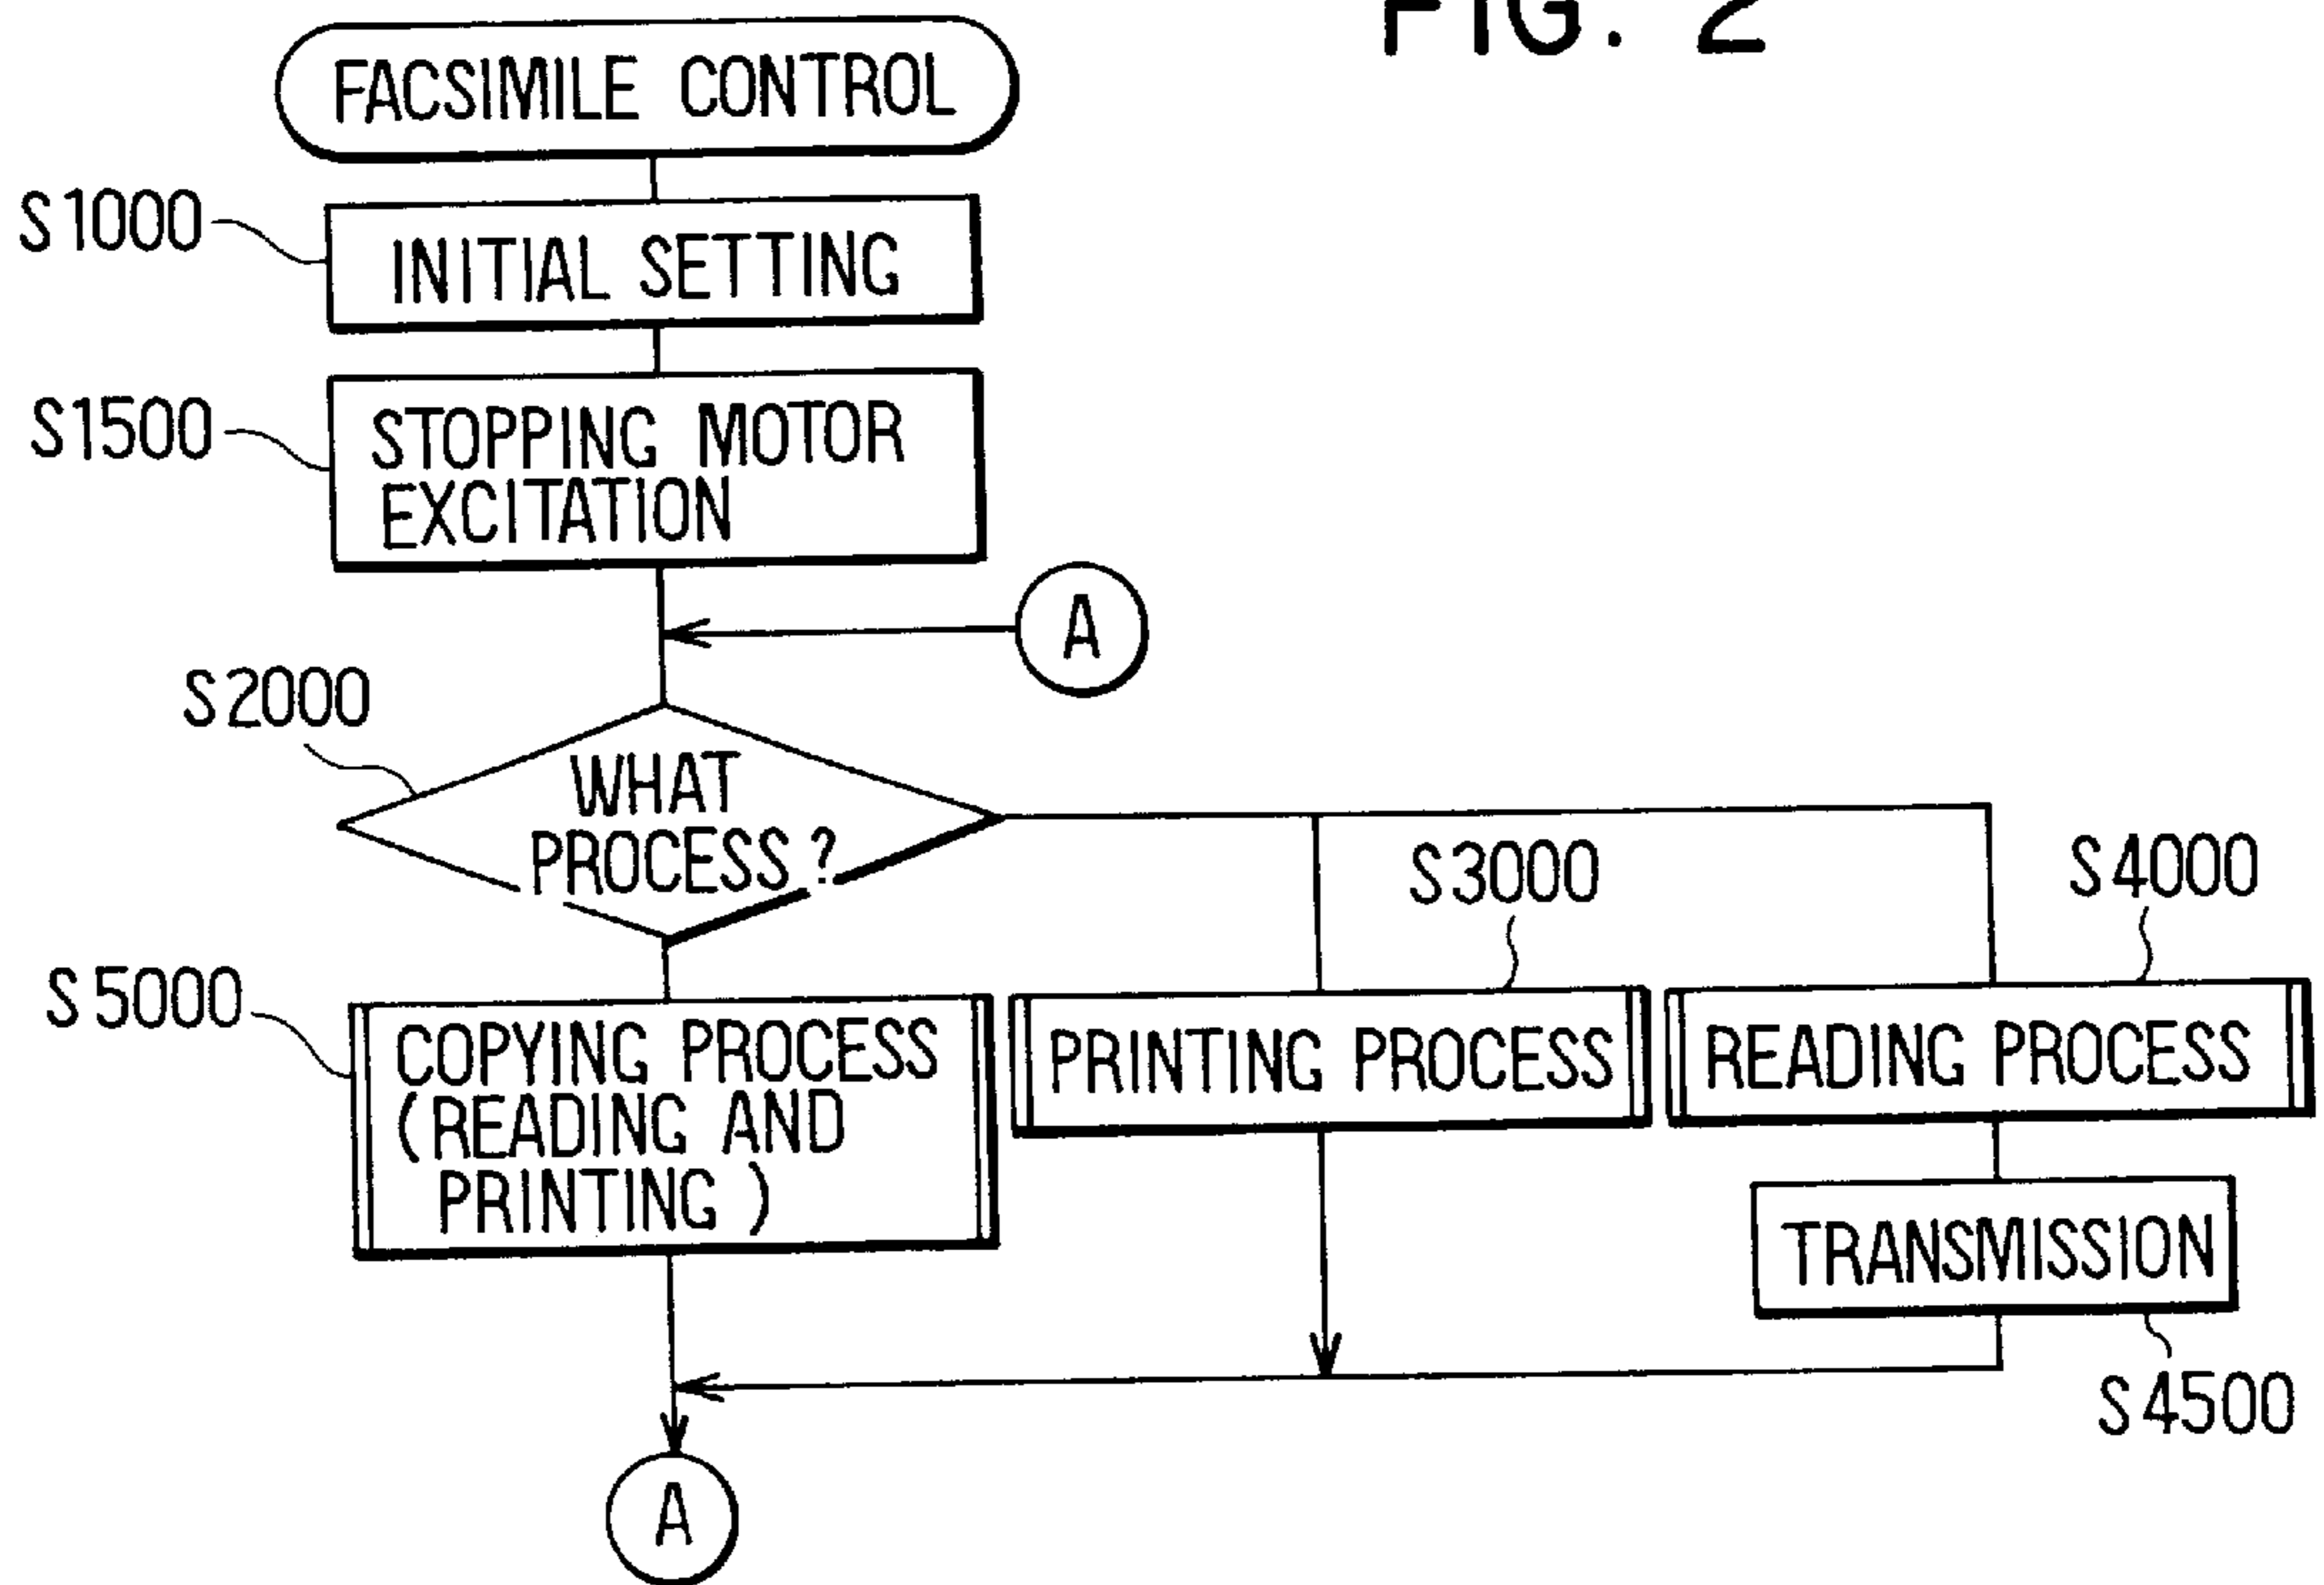 FIG. 2
FACSIMILE CONTROL
S1000
INITIAL SETTING
S1500
STOPPING MOTOR
EXCITATION
A
S2000
WHAT
PROCESS?
S3000
S4000
S5000
COPYING PROCESS
(READING AND
PRINTING)
PRINTING PROCESS
READING PROCESS
TRANSMISSION
S4500
A